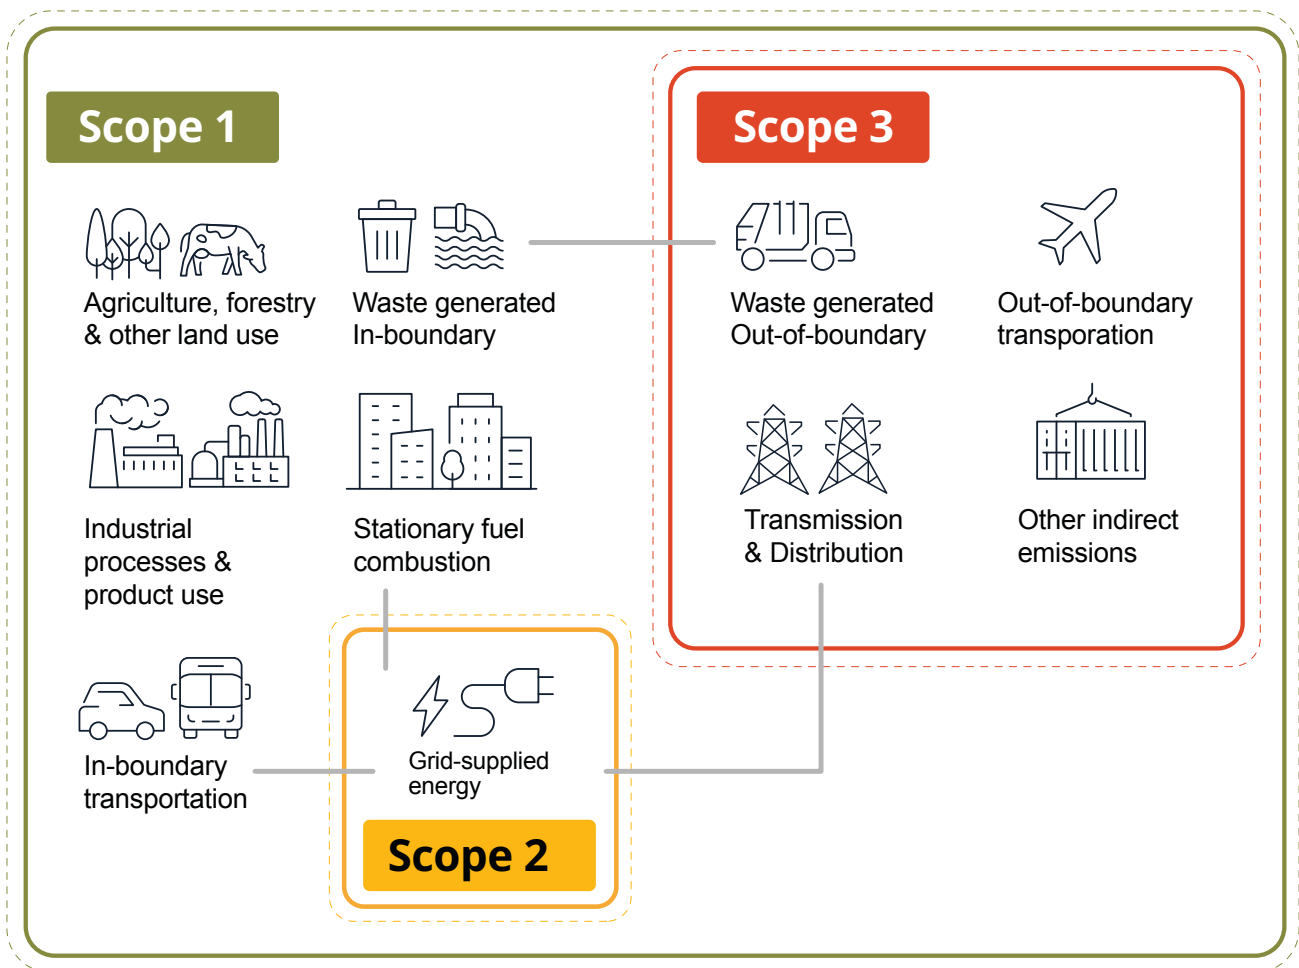 Scope 1
Agriculture, forestry
& other land use
Waste generated
In-boundary
Industrial
processes &
product use
Stationary fuel
combustion
In-boundary
transportation
Grid-supplied
energy
Scope 2
Scope 3
Waste generated
Out-of-boundary
Out-of-boundary
transporation
Transmission
& Distribution
Other indirect
emissions